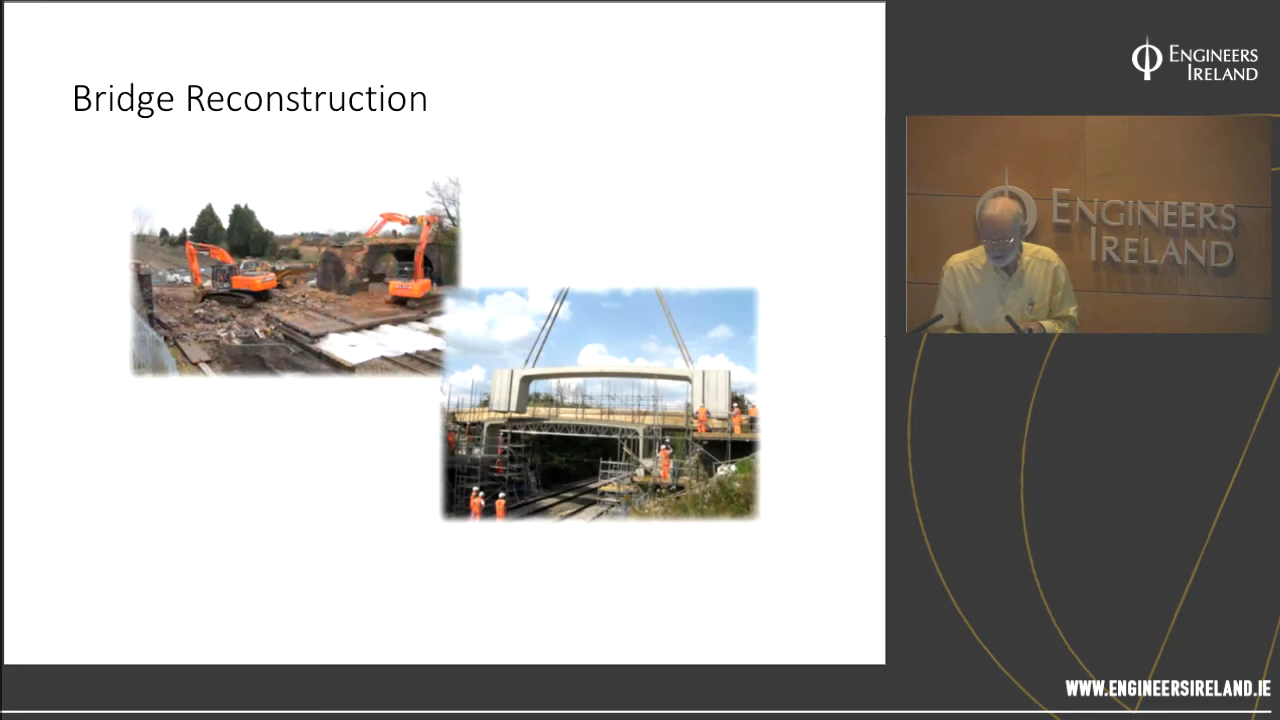 Bridge Reconstruction
ENGINEERS
IRELAND
ENGINEERS
IRELAND
WWW.ENGINEERSIRELAND.IE